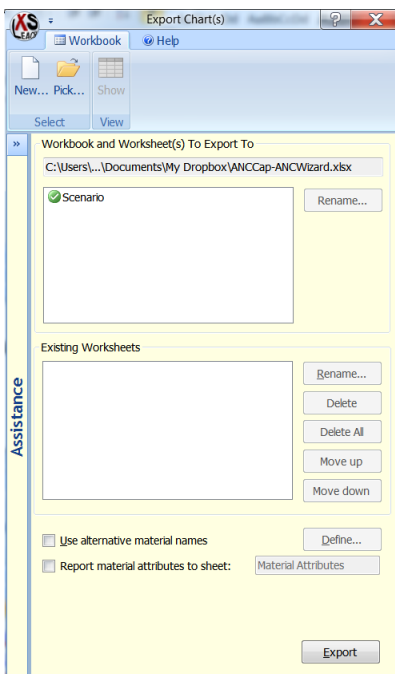 XS
LEAD
Export Chart(s)
?
X
Workbook
Help
New... Pick... Show
Select View
»
Workbook and Worksheet(s) To Export To
C:\Users\...\Documents\My Dropbox\ANCCap-ANCWizard.xlsx
Scenario
Rename...
Existing Worksheets
Rename...
Delete
Delete All
Move up
Move down
Assistance
Use alternative material names
Define...
Report material attributes to sheet:
Material Attributes
Export